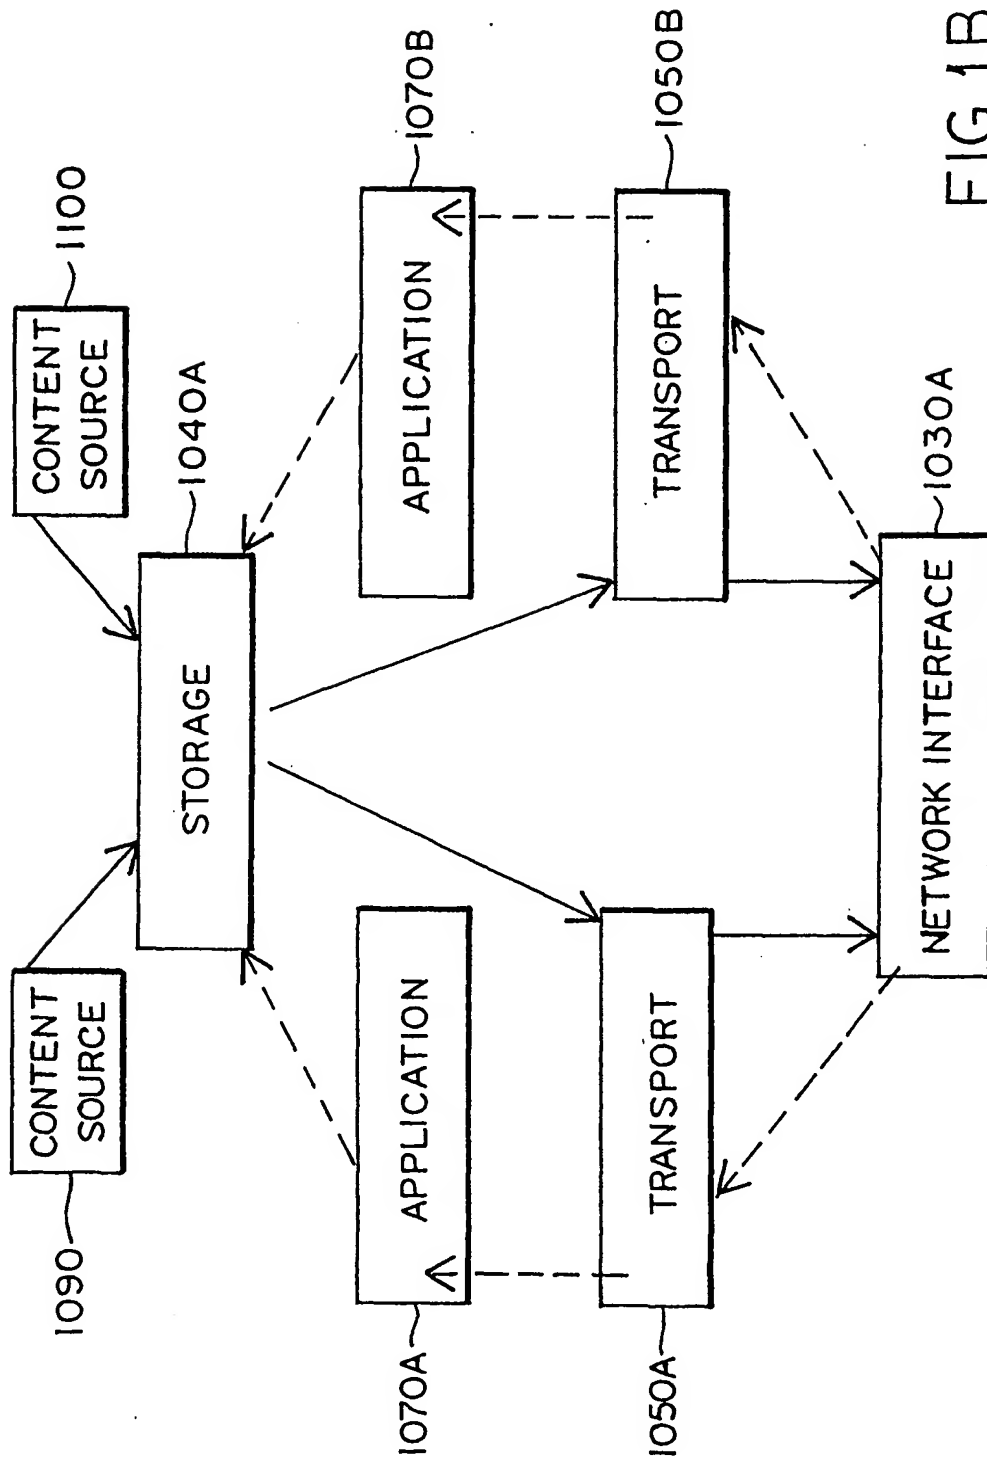 1090
CONTENT
SOURCE
CONTENT
SOURCE
1100
STORAGE
1040A
1070A
APPLICATION
APPLICATION
1070B
1050A
TRANSPORT
TRANSPORT
1050B
NETWORK INTERFACE
1030A
FIG. 1B